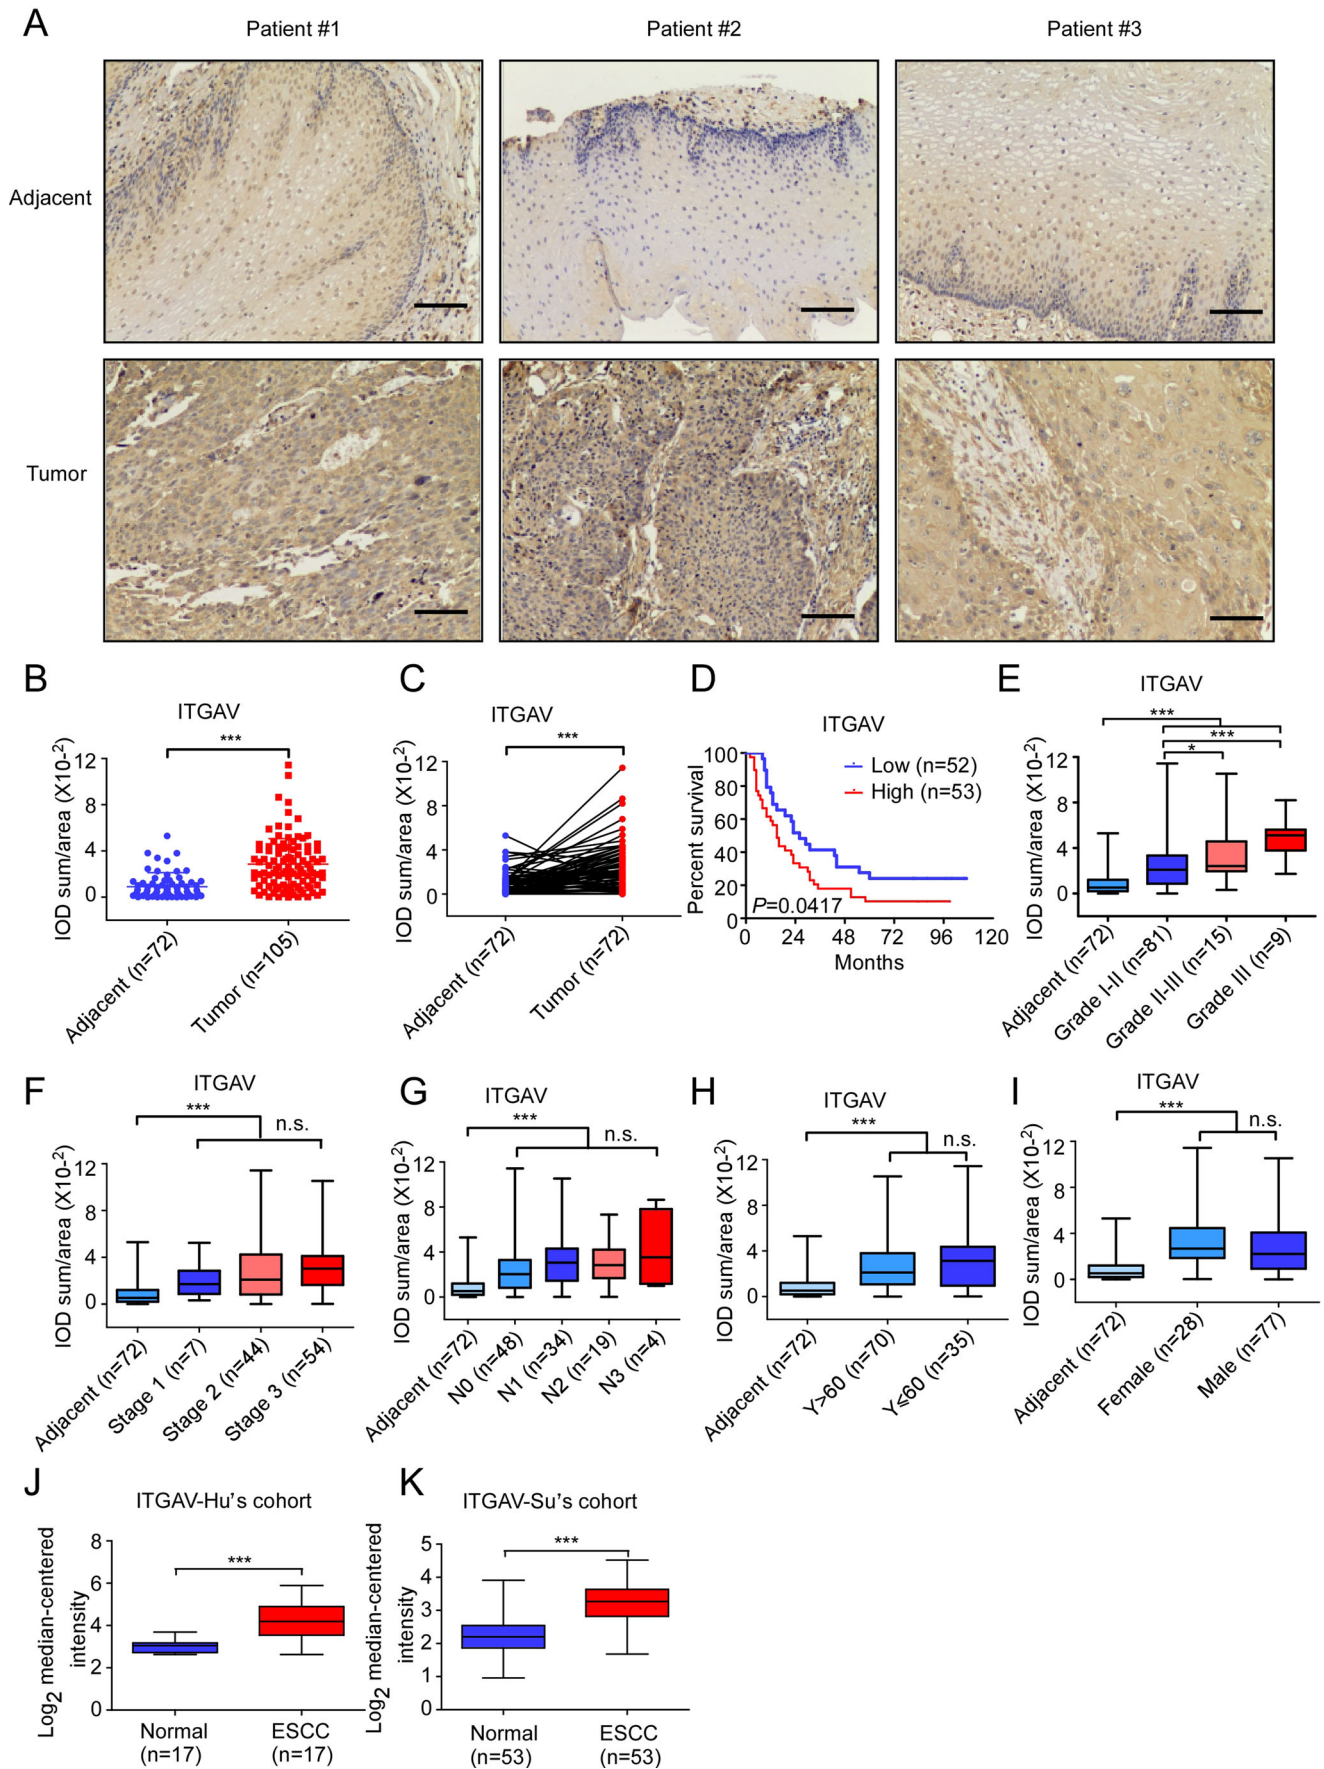 A
Patient #1
Patient #2
Patient #3
Adjacent
Tumor
B
ITGAV
***
IOD sum/area (X10-2)
12
8
4
0
Adjacent (n=72)
Tumor (n=105)
C
ITGAV
***
IOD sum/area (X10-2)
12
8
4
0
Adjacent (n=72)
Tumor (n=72)
D
ITGAV
Low (n=52)
High (n=53)
Percent survival
100
80
60
40
20
0
P=0.0417
0 24 48 72 96 120
Months
E
ITGAV
***
***
*
IOD sum/area (X10-2)
12
8
4
0
Adjacent (n=72)
Grade I-II (n=81)
Grade II-III (n=15)
Grade III (n=9)
F
ITGAV
***
n.s.
IOD sum/area (X10-2)
12
8
4
0
Adjacent (n=72)
Stage 1 (n=7)
Stage 2 (n=44)
Stage 3 (n=54)
G
ITGAV
***
n.s.
IOD sum/area (X10-2)
12
8
4
0
Adjacent (n=72)
N0 (n=48)
N1 (n=34)
N2 (n=19)
N3 (n=4)
H
ITGAV
***
n.s.
IOD sum/area (X10-2)
12
8
4
0
Adjacent (n=72)
Y>60 (n=70)
Y≤60 (n=35)
I
ITGAV
***
n.s.
IOD sum/area (X10-2)
12
8
4
0
Adjacent (n=72)
Female (n=28)
Male (n=77)
J
ITGAV-Hu's cohort
***
Log2 median-centered
intensity
8
6
4
2
0
Normal
(n=17)
ESCC
(n=17)
K
ITGAV-Su's cohort
***
Log2 median-centered
intensity
5
4
3
2
1
0
Normal
(n=53)
ESCC
(n=53)